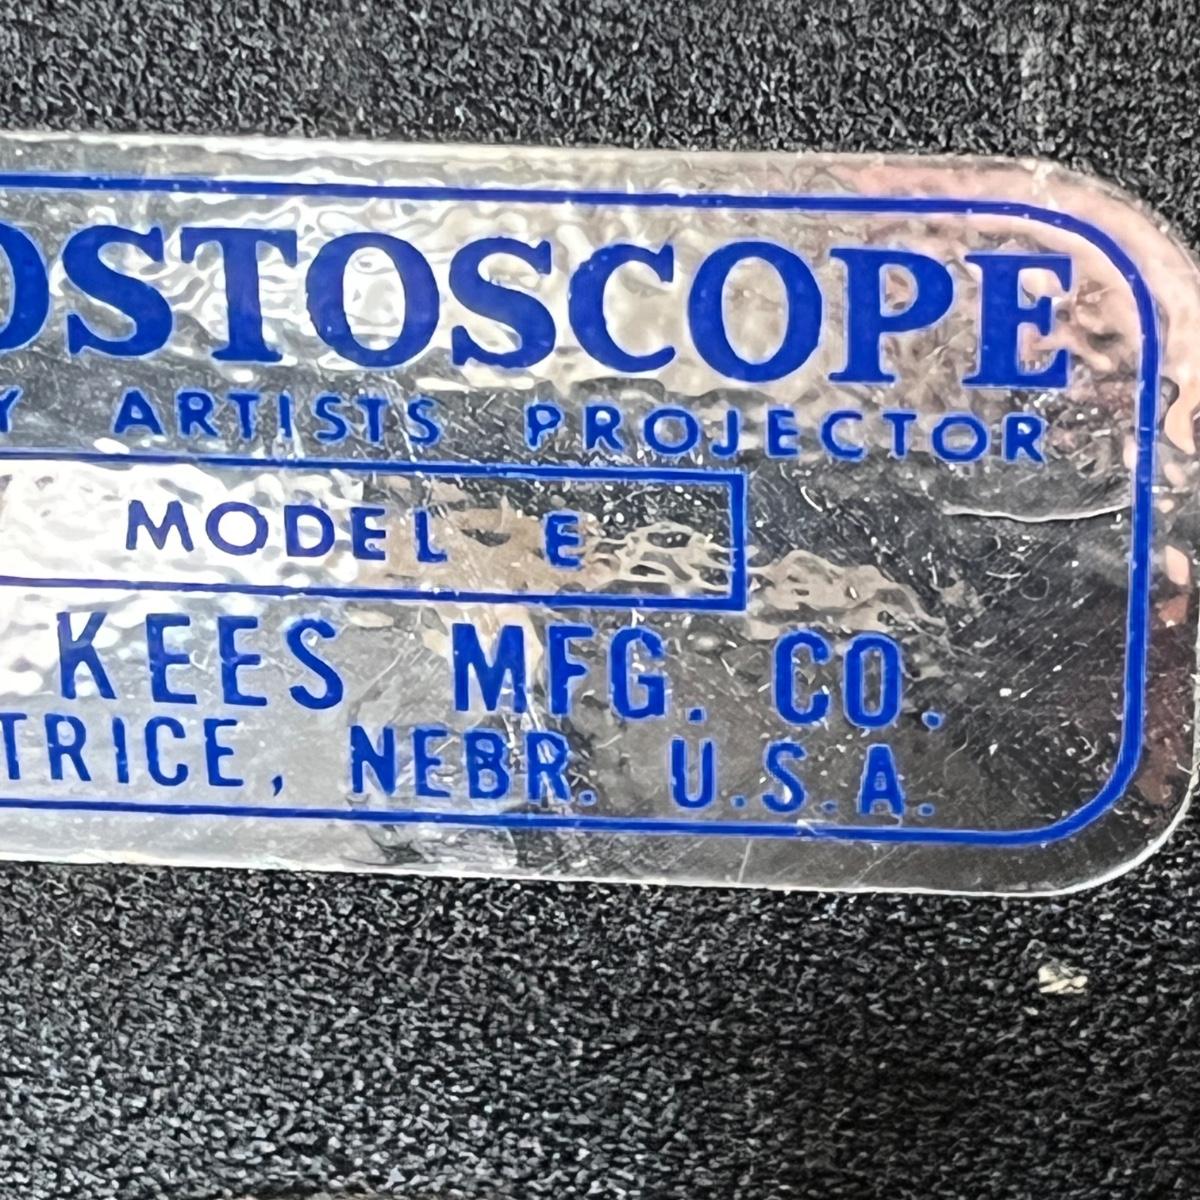 OSTOSCOPE
Y ARTISTS PROJECTOR
MODEL E
KEES MFG. CO.
TRICE, NEBR. U.S.A.